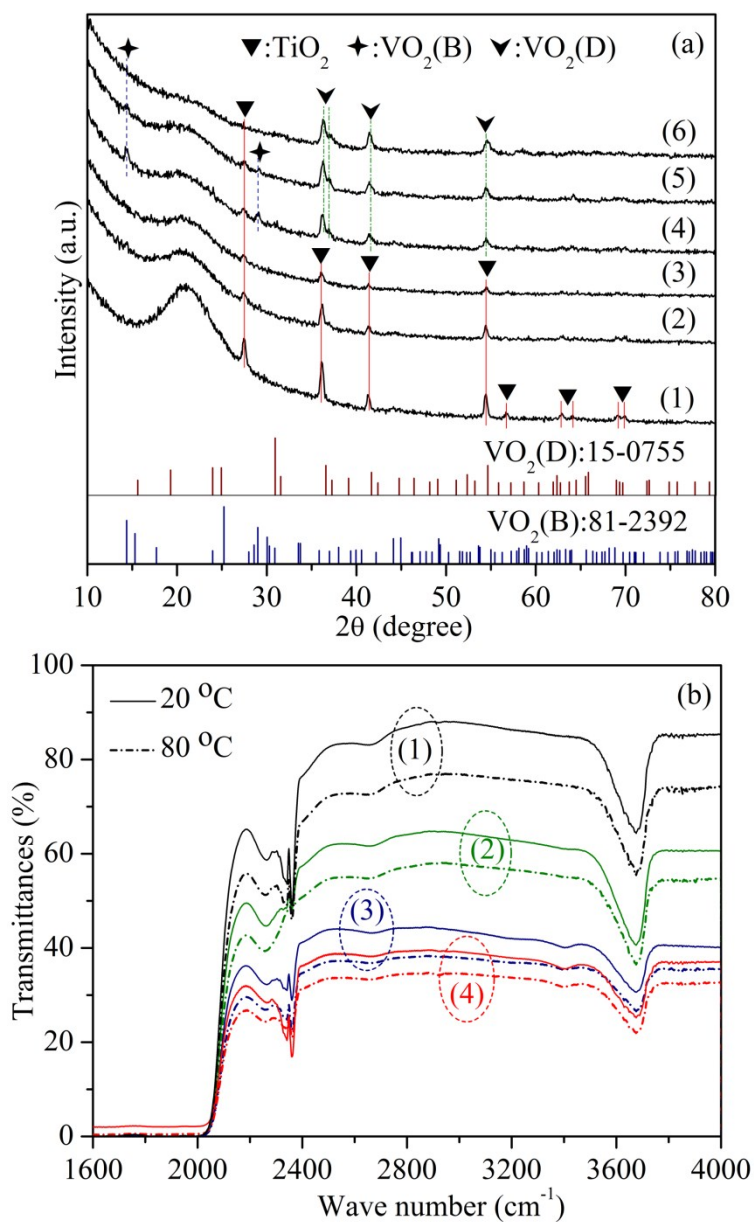 (a)
▼:TiO₂ ✦:VO₂(B) ⮟:VO₂(D)
(6)
(5)
(4)
(3)
(2)
(1)
Intensity (a.u.)
VO₂(D):15-0755
VO₂(B):81-2392
10 20 30 40 50 60 70 80
2θ (degree)
(b)
20 °C
80 °C
(1)
(2)
(3)
(4)
Transmittances (%)
100
80
60
40
20
0
1600 2000 2400 2800 3200 3600 4000
Wave number (cm⁻¹)